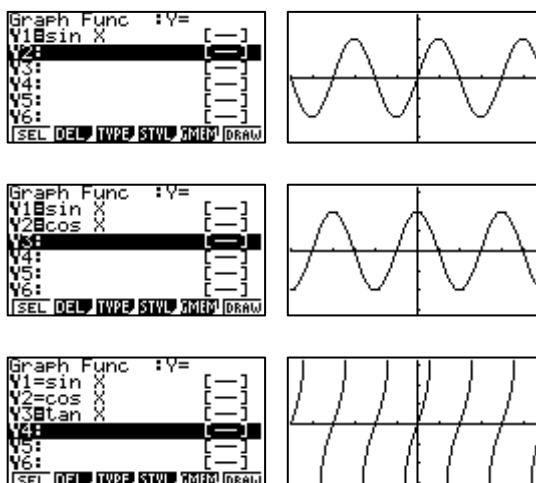 Graph Func :Y=
Y1=sin X [—]
Y2: [—]
Y3: [—]
Y4: [—]
Y5: [—]
Y6: [—]
SEL DEL TYPE STYL GMEM DRAW
Graph Func :Y=
Y1=sin X [—]
Y2=cos X [—]
Y3: [—]
Y4: [—]
Y5: [—]
Y6: [—]
SEL DEL TYPE STYL GMEM DRAW
Graph Func :Y=
Y1=sin X [—]
Y2=cos X [—]
Y3=tan X [—]
Y4: [—]
Y5: [—]
Y6: [—]
SEL DEL TYPE STYL GMEM DRAW